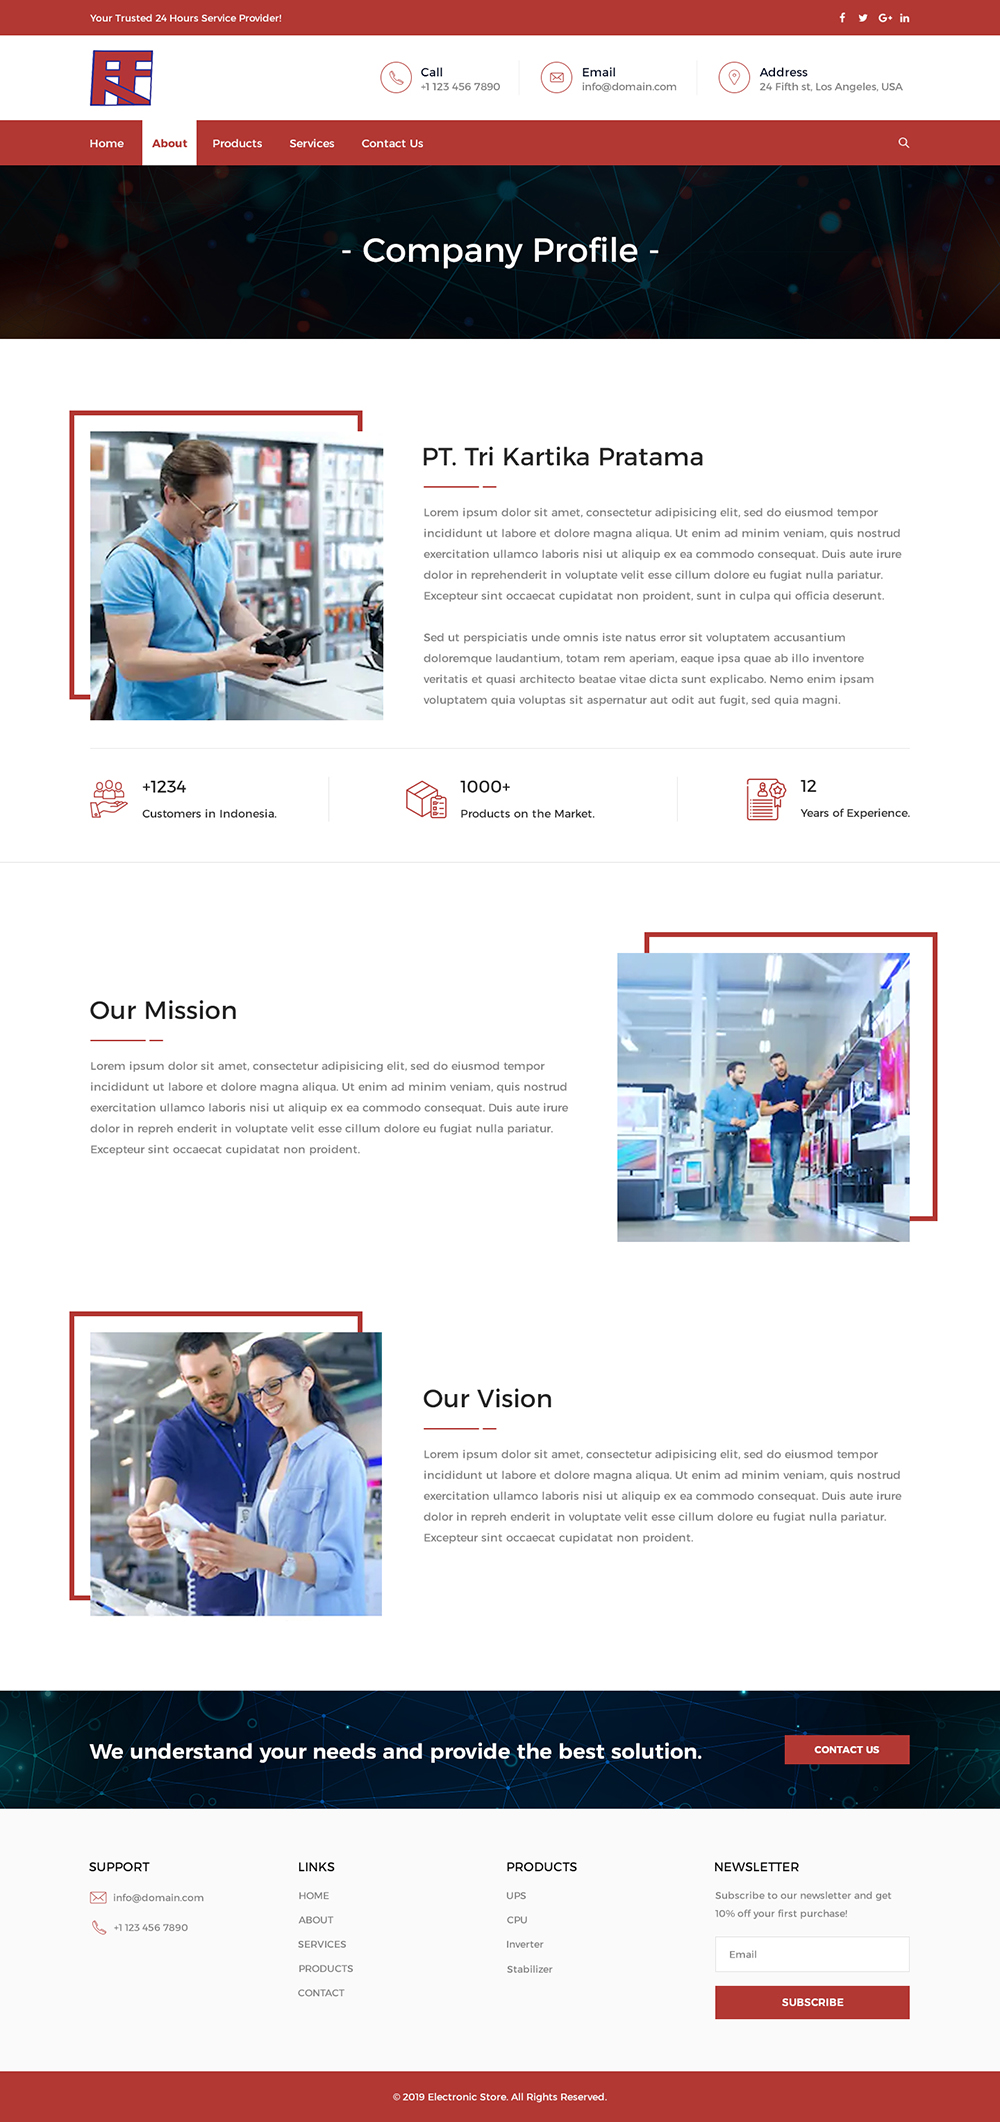 Your Trusted 24 Hours Service Provider!
Call
+1 123 456 7890
Email
info@domain.com
Address
24 Fifth st, Los Angeles, USA
Home
About
Products
Services
Contact Us
- Company Profile -
PT. Tri Kartika Pratama
Lorem ipsum dolor sit amet, consectetur adipisicing elit, sed do eiusmod tempor
incididunt ut labore et dolore magna aliqua. Ut enim ad minim veniam, quis nostrud
exercitation ullamco laboris nisi ut aliquip ex ea commodo consequat. Duis aute irure
dolor in reprehenderit in voluptate velit esse cillum dolore eu fugiat nulla pariatur.
Excepteur sint occaecat cupidatat non proident, sunt in culpa qui officia deserunt.
Sed ut perspiciatis unde omnis iste natus error sit voluptatem accusantium
doloremque laudantium, totam rem aperiam, eaque ipsa quae ab illo inventore
veritatis et quasi architecto beatae vitae dicta sunt explicabo. Nemo enim ipsam
voluptatem quia voluptas sit aspernatur aut odit aut fugit, sed quia magni.
+1234
Customers in Indonesia.
1000+
Products on the Market.
12
Years of Experience.
Our Mission
Lorem ipsum dolor sit amet, consectetur adipisicing elit, sed do eiusmod tempor
incididunt ut labore et dolore magna aliqua. Ut enim ad minim veniam, quis nostrud
exercitation ullamco laboris nisi ut aliquip ex ea commodo consequat. Duis aute irure
dolor in repreh enderit in voluptate velit esse cillum dolore eu fugiat nulla pariatur.
Excepteur sint occaecat cupidatat non proident.
Our Vision
Lorem ipsum dolor sit amet, consectetur adipisicing elit, sed do eiusmod tempor
incididunt ut labore et dolore magna aliqua. Ut enim ad minim veniam, quis nostrud
exercitation ullamco laboris nisi ut aliquip ex ea commodo consequat. Duis aute irure
dolor in repreh enderit in voluptate velit esse cillum dolore eu fugiat nulla pariatur.
Excepteur sint occaecat cupidatat non proident.
We understand your needs and provide the best solution.
CONTACT US
SUPPORT
info@domain.com
+1 123 456 7890
LINKS
HOME
ABOUT
SERVICES
PRODUCTS
CONTACT
PRODUCTS
UPS
CPU
Inverter
Stabilizer
NEWSLETTER
Subscribe to our newsletter and get
10% off your first purchase!
Email
SUBSCRIBE
© 2019 Electronic Store. All Rights Reserved.